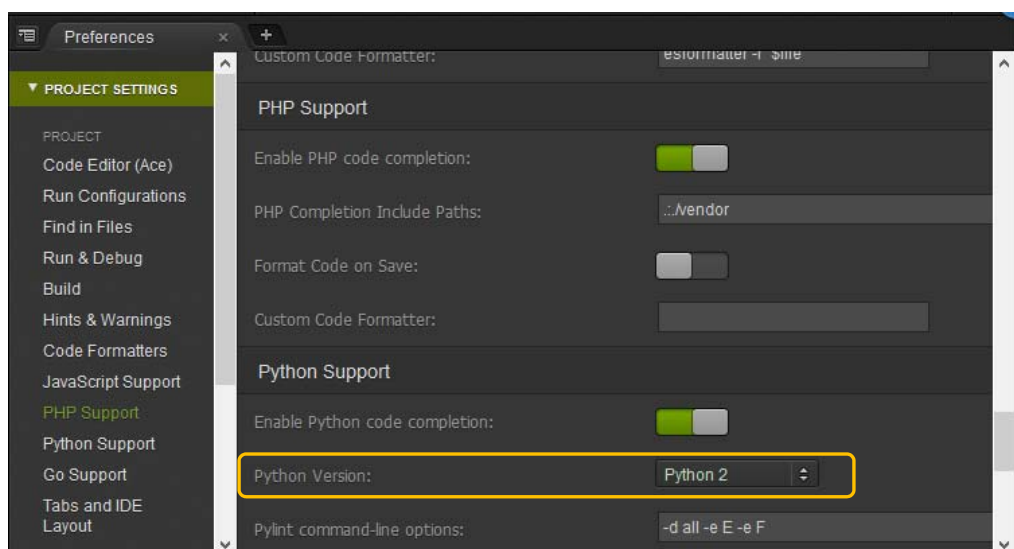 Preferences × +
PROJECT SETTINGS
PROJECT
Code Editor (Ace)
Run Configurations
Find in Files
Run & Debug
Build
Hints & Warnings
Code Formatters
JavaScript Support
PHP Support
Python Support
Go Support
Tabs and IDE
Layout
Custom Code Formatter: esformatter -i "$file"
PHP Support
Enable PHP code completion:
PHP Completion Include Paths: .:./vendor
Format Code on Save:
Custom Code Formatter:
Python Support
Enable Python code completion:
Python Version: Python 2
Pylint command-line options: -d all -e E -e F